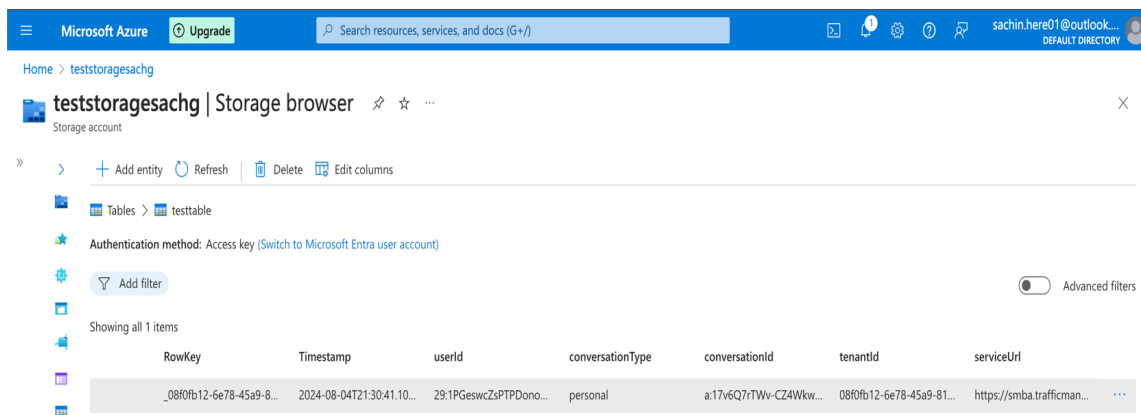 Microsoft Azure Upgrade Search resources, services, and docs (G+/) 1 sachin.here01@outlook....
DEFAULT DIRECTORY
Home > teststoragesachg
teststoragesachg | Storage browser ...
Storage account
Add entity Refresh Delete Edit columns
Tables > testtable
Authentication method: Access key (Switch to Microsoft Entra user account)
Add filter Advanced filters
Showing all 1 items
RowKey Timestamp userId conversationType conversationId tenantId serviceUrl
_08f0fb12-6e78-45a9-8... 2024-08-04T21:30:41.10... 29:1PGeswcZsPTPDono... personal a:17v6Q7rTWv-CZ4Wkw... 08f0fb12-6e78-45a9-81... https://smba.trafficman... ...